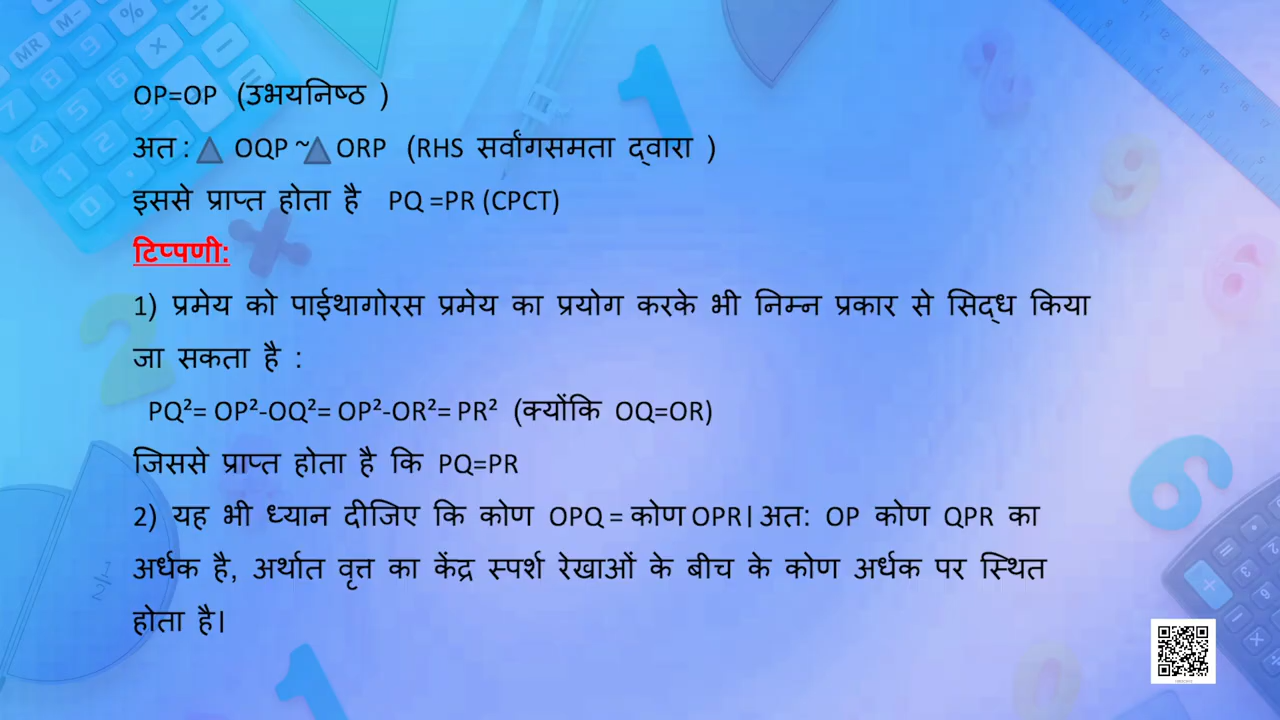 OP=OP (उभयनिष्ठ )
अत : △ OQP ~△ ORP (RHS सर्वांगसमता द्वारा )
इससे प्राप्त होता है PQ =PR (CPCT)
टिप्पणी:
1) प्रमेय को पाईथागोरस प्रमेय का प्रयोग करके भी निम्न प्रकार से सिद्ध किया
जा सकता है :
PQ²= OP²-OQ²= OP²-OR²= PR² (क्योंकि OQ=OR)
जिससे प्राप्त होता है कि PQ=PR
2) यह भी ध्यान दीजिए कि कोण OPQ = कोण OPR | अत: OP कोण QPR का
अर्धक है, अर्थात वृत्त का केंद्र स्पर्श रेखाओं के बीच के कोण अर्धक पर स्थित
होता है।